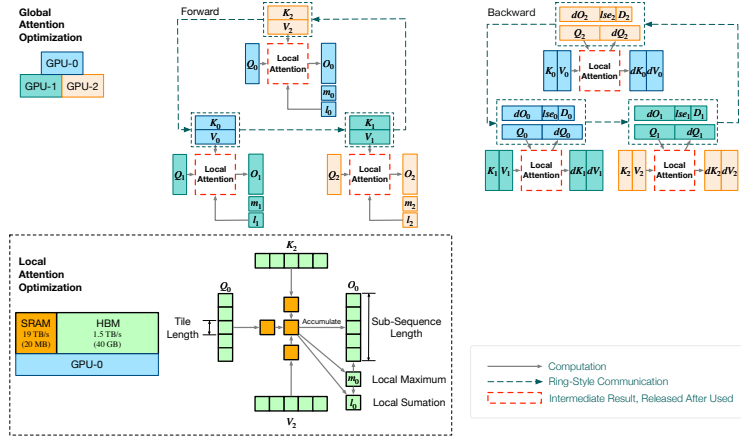 Global
Attention
Optimization
GPU-0
GPU-1
GPU-2
Forward
K2
V2
Q0
Local
Attention
O0
m0
l0
K0
V0
Q1
Local
Attention
O1
m1
l1
K1
V1
Q2
Local
Attention
O2
m2
l2
Backward
dO2 lse2 D2
Q2 dQ2
K0 V0
Local
Attention
dK0 dV0
dO0 lse0 D0
Q0 dQ0
K1 V1
Local
Attention
dK1 dV1
dO1 lse1 D1
Q1 dQ1
K2 V2
Local
Attention
dK2 dV2
Local
Attention
Optimization
SRAM
19 TB/s
(20 MB)
HBM
1.5 TB/s
(40 GB)
GPU-0
K2
Q0
O0
Tile
Length
Accumulate
Sub-Sequence
Length
m0
Local Maximum
l0
Local Sumation
V2
Computation
Ring-Style Communication
Intermediate Result, Released After Used